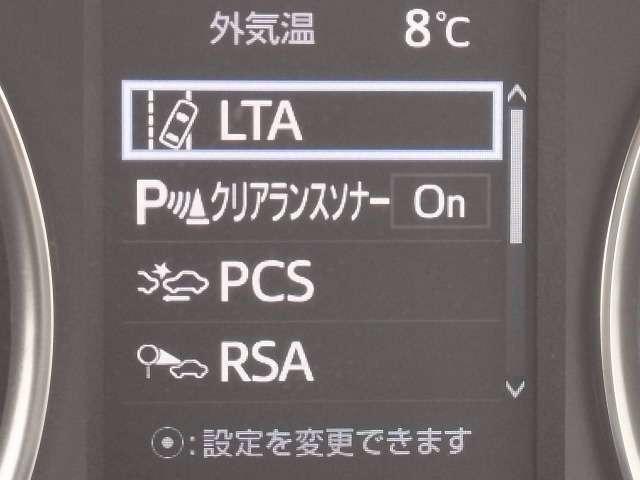 外気温 8℃
LTA
Pクリアランスソナー On
PCS
RSA
⦿:設定を変更できます